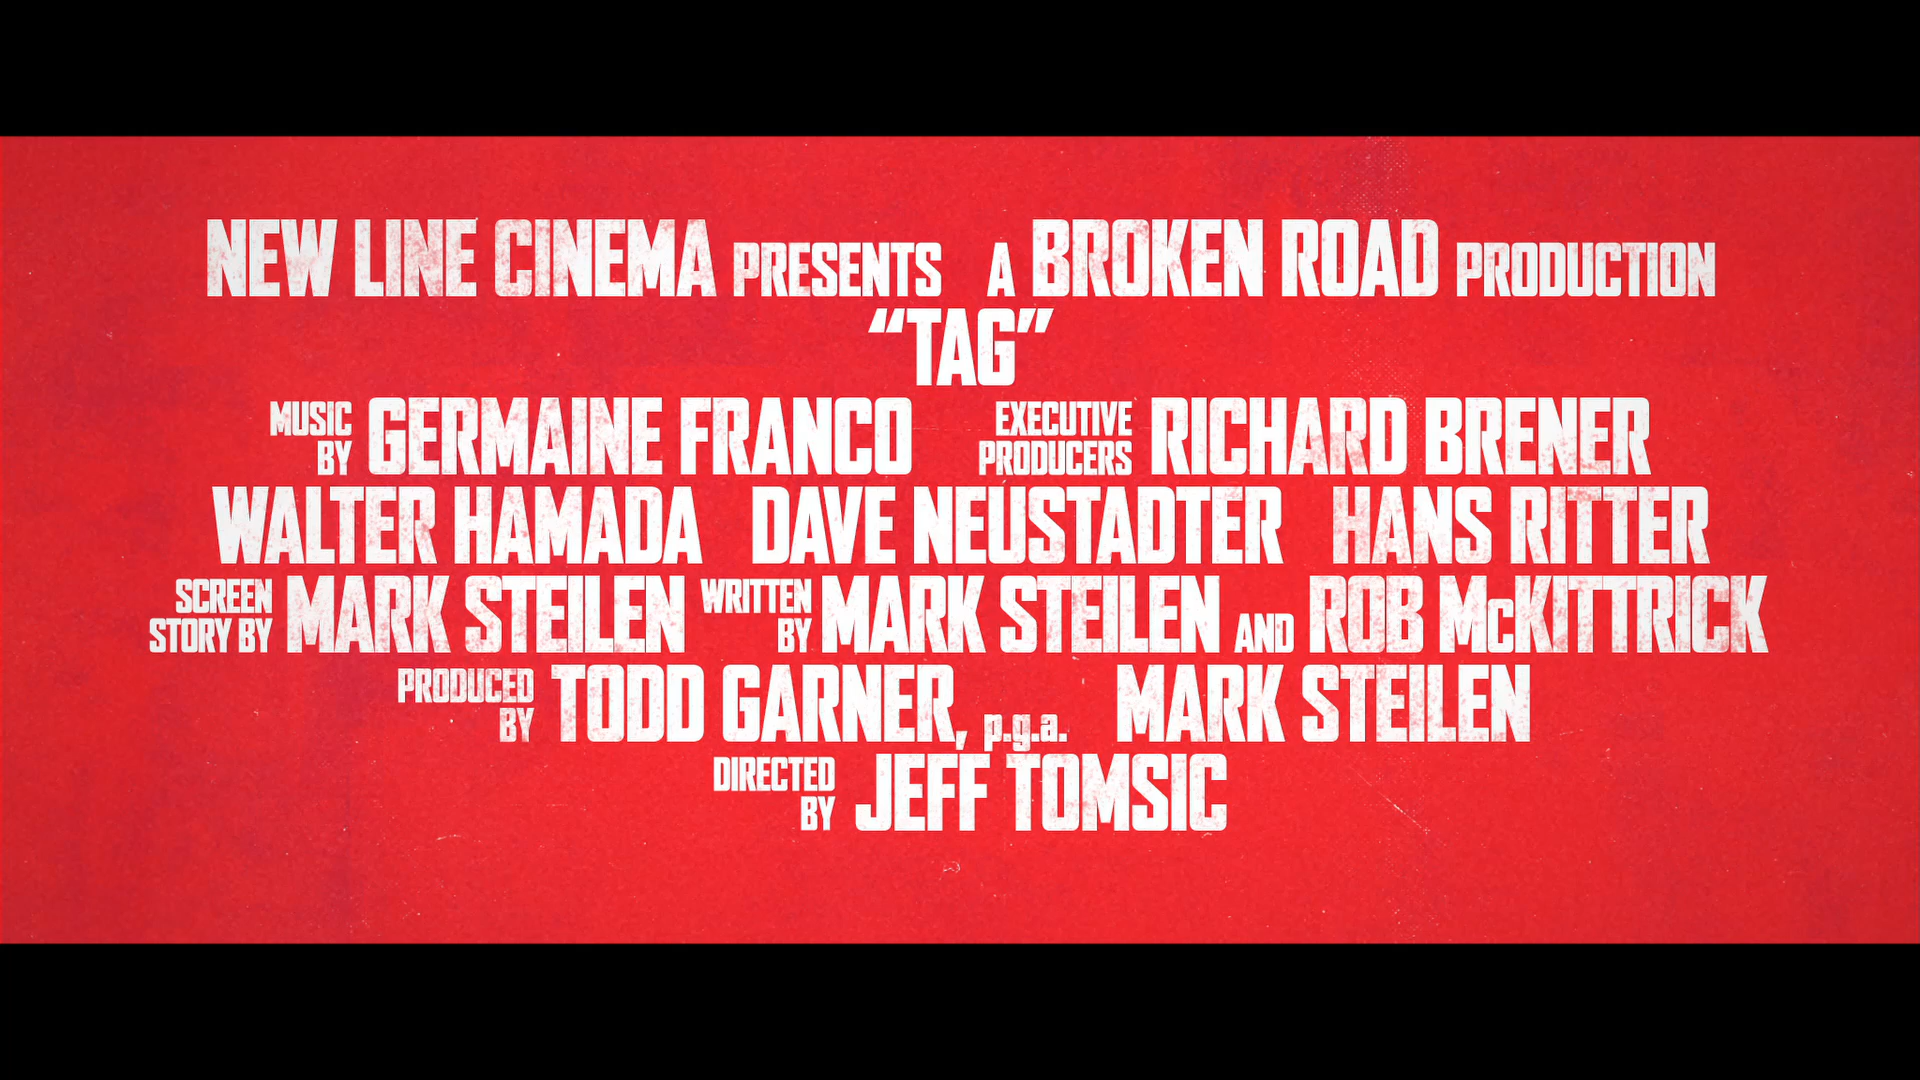 NEW LINE CINEMA PRESENTS A BROKEN ROAD PRODUCTION
“TAG”
MUSIC BY GERMAINE FRANCO EXECUTIVE PRODUCERS RICHARD BRENER
WALTER HAMADA DAVE NEUSTADTER HANS RITTER
SCREEN STORY BY MARK STEILEN WRITTEN BY MARK STEILEN AND ROB McKITTRICK
PRODUCED BY TODD GARNER, p.g.a. MARK STEILEN
DIRECTED BY JEFF TOMSIC